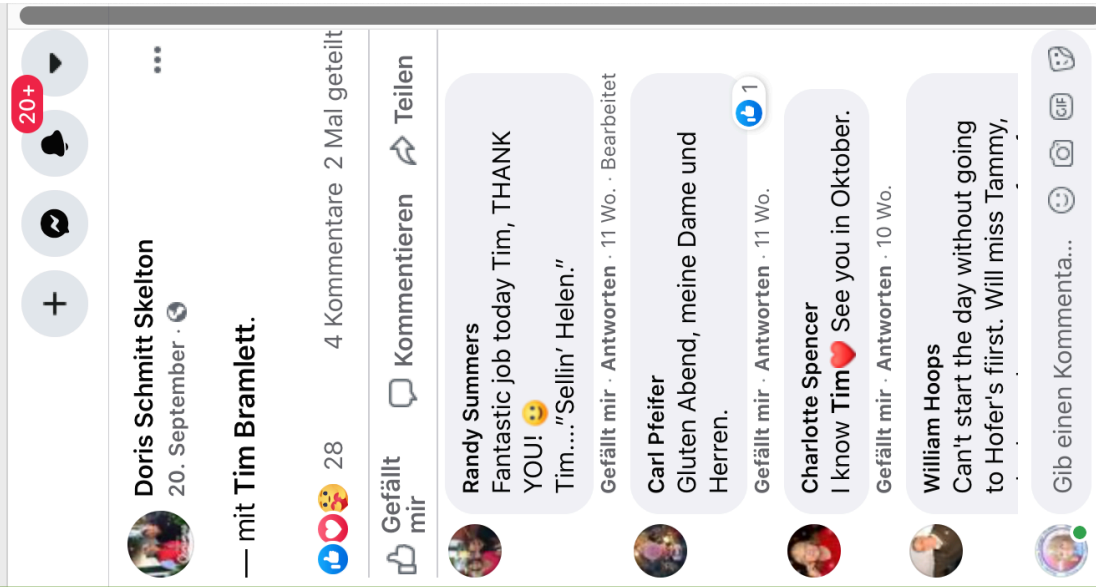 20+
Doris Schmitt Skelton
20. September ·
— mit Tim Bramlett.
28
4 Kommentare 2 Mal geteilt
Gefällt mir
Kommentieren
Teilen
Randy Summers
Fantastic job today Tim, THANK
YOU! 🙂
Tim...."Sellin' Helen."
Gefällt mir · Antworten · 11 Wo. · Bearbeitet
Carl Pfeifer
Gluten Abend, meine Dame und
Herren.
1
Gefällt mir · Antworten · 11 Wo.
Charlotte Spencer
I know Tim❤️ See you in Oktober.
Gefällt mir · Antworten · 10 Wo.
William Hoops
Can't start the day without going
to Hofer's fiirst. Will miss Tammy,
Gib einen Kommenta...
GIF